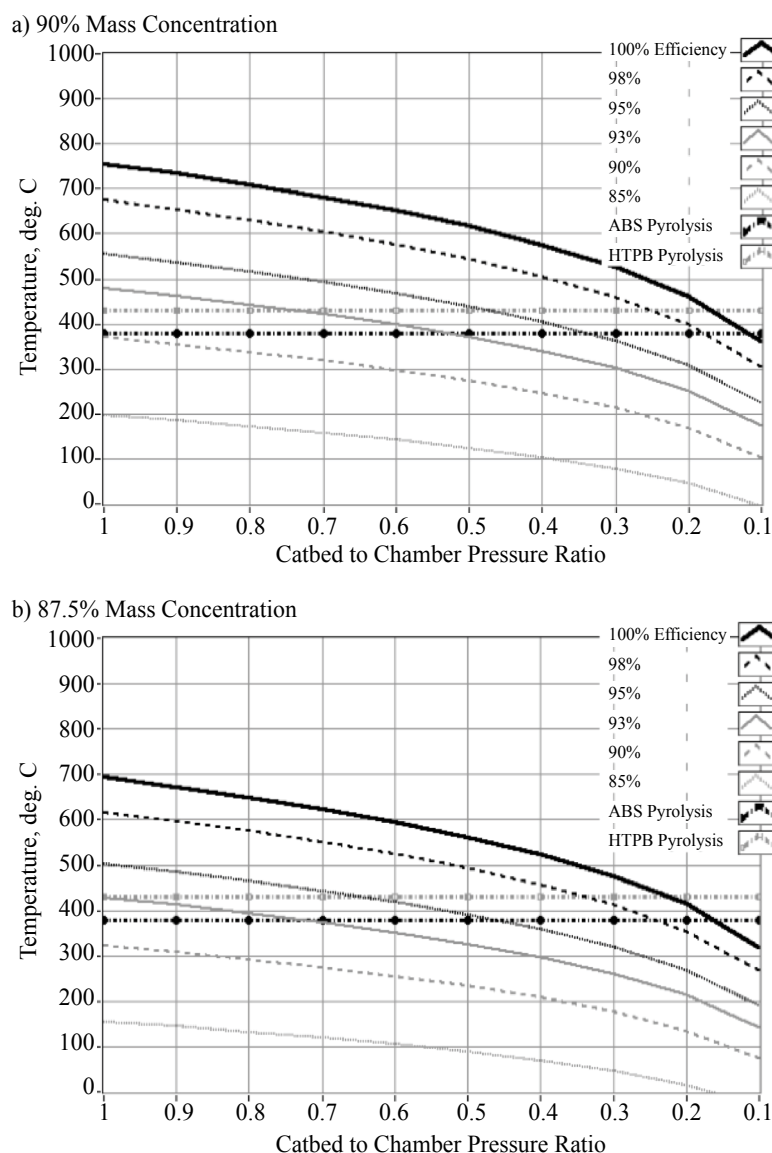 a) 90% Mass Concentration
1000
900
800
700
600
500
400
300
200
100
0
Temperature, deg. C
100% Efficiency
98%
95%
93%
90%
85%
ABS Pyrolysis
HTPB Pyrolysis
1 0.9 0.8 0.7 0.6 0.5 0.4 0.3 0.2 0.1
Catbed to Chamber Pressure Ratio
b) 87.5% Mass Concentration
1000
900
800
700
600
500
400
300
200
100
0
Temperature, deg. C
100% Efficiency
98%
95%
93%
90%
85%
ABS Pyrolysis
HTPB Pyrolysis
1 0.9 0.8 0.7 0.6 0.5 0.4 0.3 0.2 0.1
Catbed to Chamber Pressure Ratio